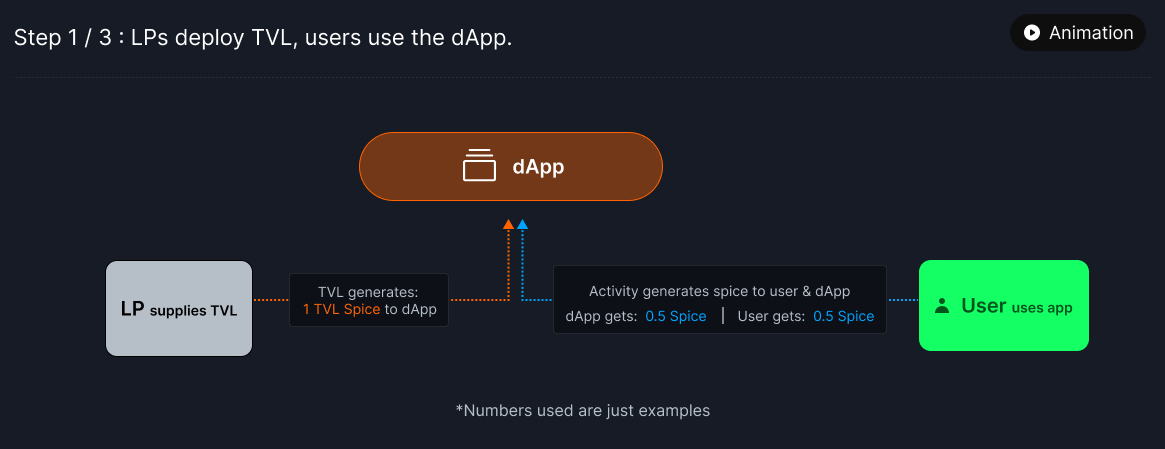 Step 1 / 3 : LPs deploy TVL, users use the dApp.
Animation
dApp
LP supplies TVL
TVL generates:
1 TVL Spice to dApp
Activity generates spice to user & dApp
dApp gets: 0.5 Spice | User gets: 0.5 Spice
User uses app
*Numbers used are just examples